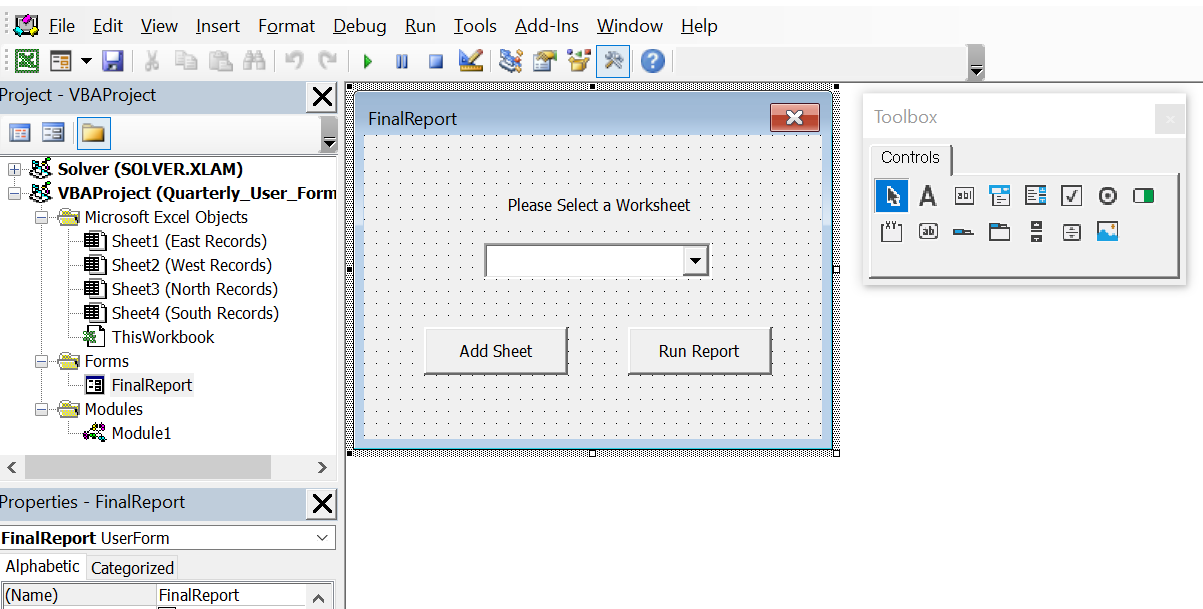 File Edit View Insert Format Debug Run Tools Add-Ins Window Help
Project - VBAProject
Solver (SOLVER.XLAM)
VBAProject (Quarterly_User_Form
Microsoft Excel Objects
Sheet1 (East Records)
Sheet2 (West Records)
Sheet3 (North Records)
Sheet4 (South Records)
ThisWorkbook
Forms
FinalReport
Modules
Module1
Properties - FinalReport
FinalReport UserForm
Alphabetic Categorized
(Name) FinalReport
FinalReport
Please Select a Worksheet
Add Sheet Run Report
Toolbox
Controls
A abl
XY ab